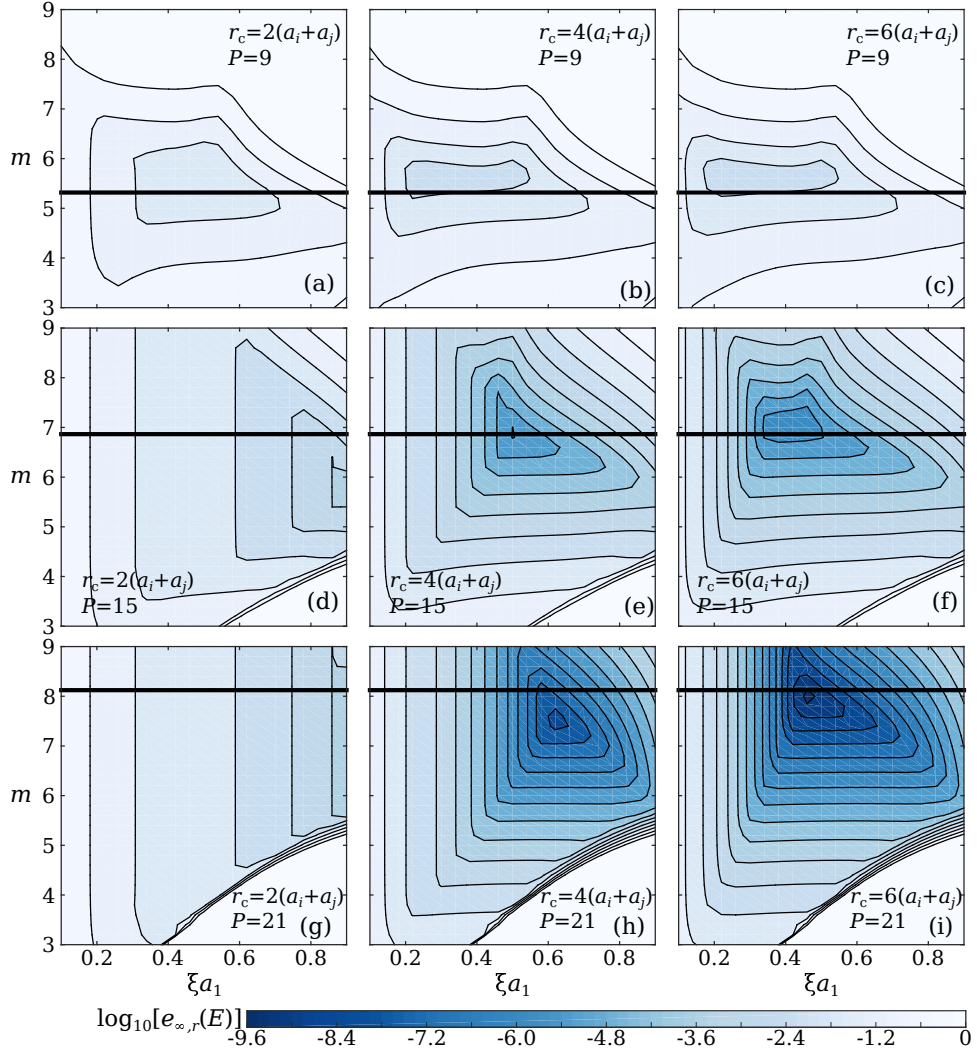 9
8
7
m 6
5
4
3
r_c=2(a_i+a_j)
P=9
(a)
r_c=4(a_i+a_j)
P=9
(b)
r_c=6(a_i+a_j)
P=9
(c)
9
8
7
m 6
5
4
3
r_c=2(a_i+a_j)
P=15
(d)
r_c=4(a_i+a_j)
P=15
(e)
r_c=6(a_i+a_j)
P=15
(f)
9
8
7
m 6
5
4
3
r_c=2(a_i+a_j)
P=21
(g)
r_c=4(a_i+a_j)
P=21
(h)
r_c=6(a_i+a_j)
P=21
(i)
0.2 0.4 0.6 0.8
0.2 0.4 0.6 0.8
0.2 0.4 0.6 0.8
ξa_1
ξa_1
ξa_1
log_10[e_∞,r(E)]
-9.6 -8.4 -7.2 -6.0 -4.8 -3.6 -2.4 -1.2 0